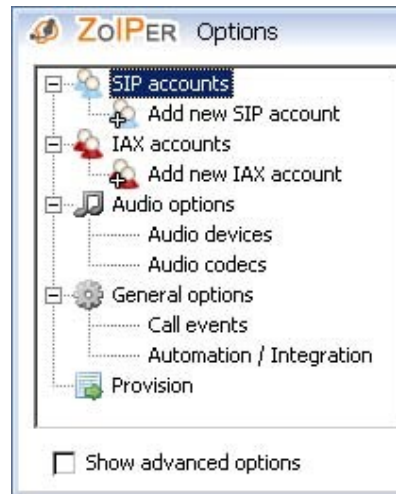 ZoIPER Options
SIP accounts
Add new SIP account
IAX accounts
Add new IAX account
Audio options
Audio devices
Audio codecs
General options
Call events
Automation / Integration
Provision
Show advanced options